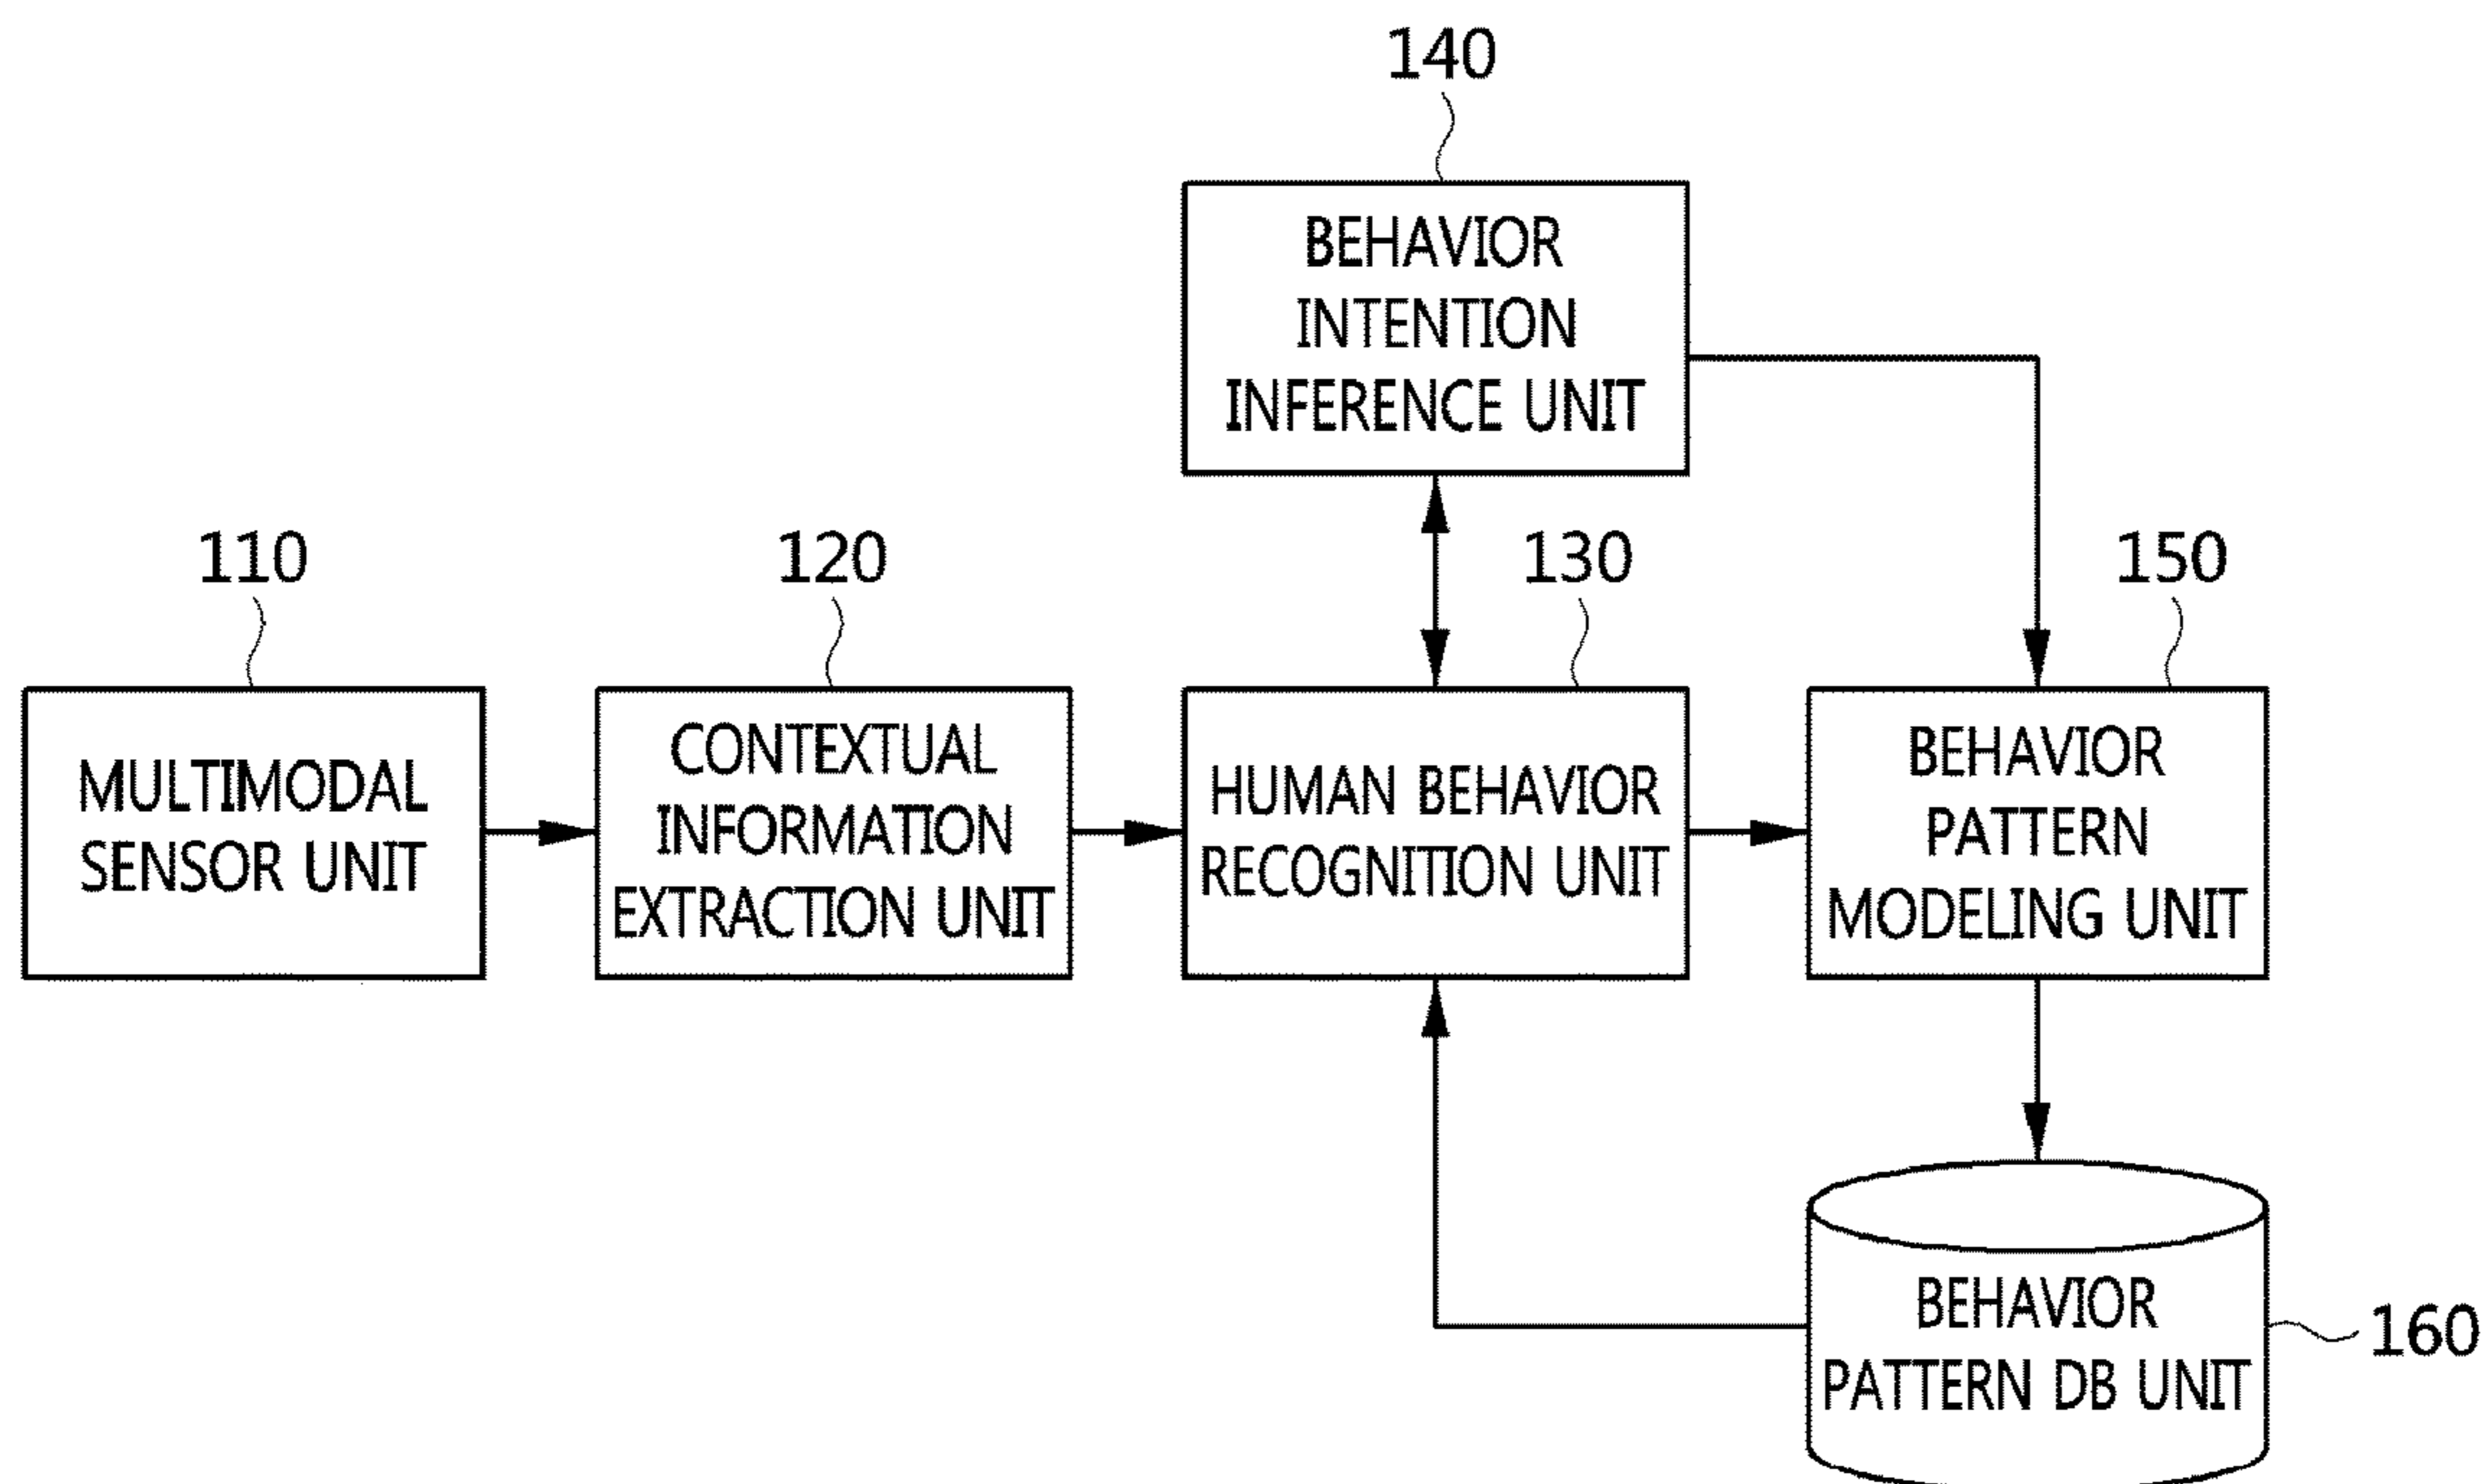 140
BEHAVIOR
INTENTION
INFERENCE UNIT
110
120
130
150
MULTIMODAL
SENSOR UNIT
CONTEXTUAL
INFORMATION
EXTRACTION UNIT
HUMAN BEHAVIOR
RECOGNITION UNIT
BEHAVIOR
PATTERN
MODELING UNIT
BEHAVIOR
PATTERN DB UNIT
160